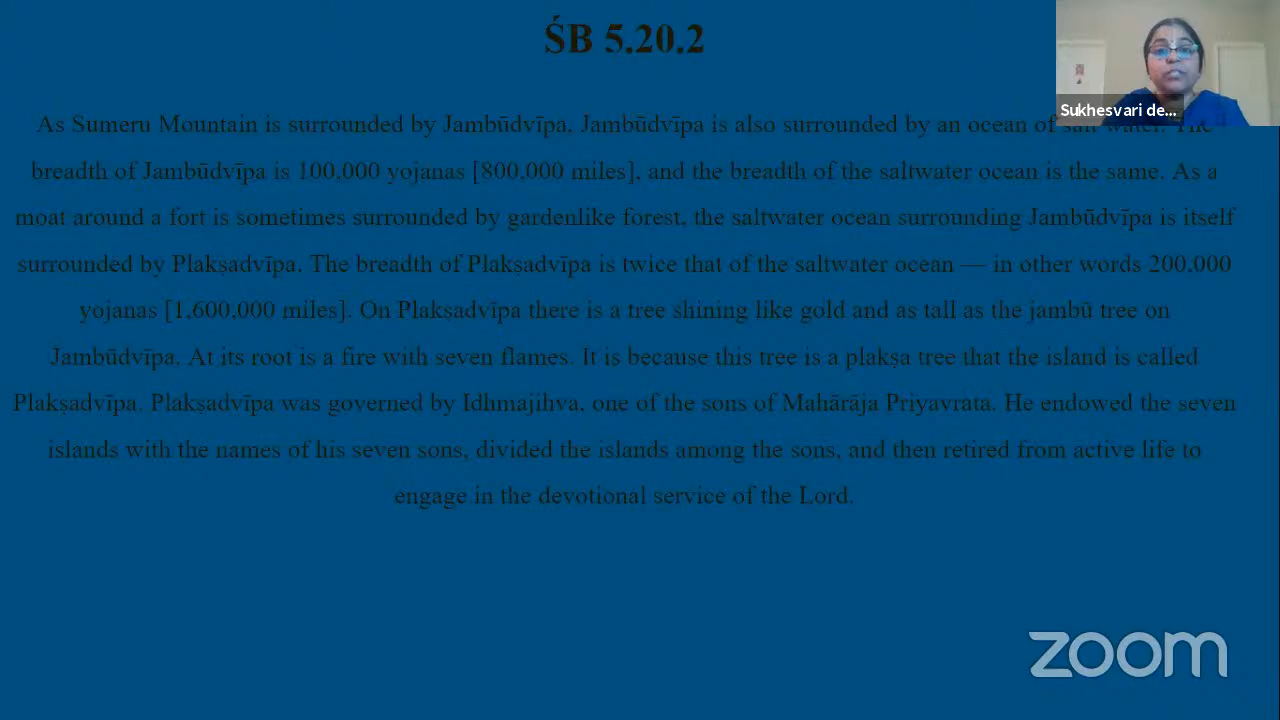 ŚB 5.20.2
Sukhesvari de...
As Sumeru Mountain is surrounded by Jambūdvīpa, Jambūdvīpa is also surrounded by an ocean of salt water. The
breadth of Jambūdvīpa is 100,000 yojanas [800,000 miles], and the breadth of the saltwater ocean is the same. As a
moat around a fort is sometimes surrounded by gardenlike forest, the saltwater ocean surrounding Jambūdvīpa is itself
surrounded by Plakṣadvīpa. The breadth of Plakṣadvīpa is twice that of the saltwater ocean — in other words 200,000
yojanas [1,600,000 miles]. On Plakṣadvīpa there is a tree shining like gold and as tall as the jambū tree on
Jambūdvīpa. At its root is a fire with seven flames. It is because this tree is a plakṣa tree that the island is called
Plakṣadvīpa. Plakṣadvīpa was governed by Idhmajihva, one of the sons of Mahārāja Priyavrata. He endowed the seven
islands with the names of his seven sons, divided the islands among the sons, and then retired from active life to
engage in the devotional service of the Lord.
zoom